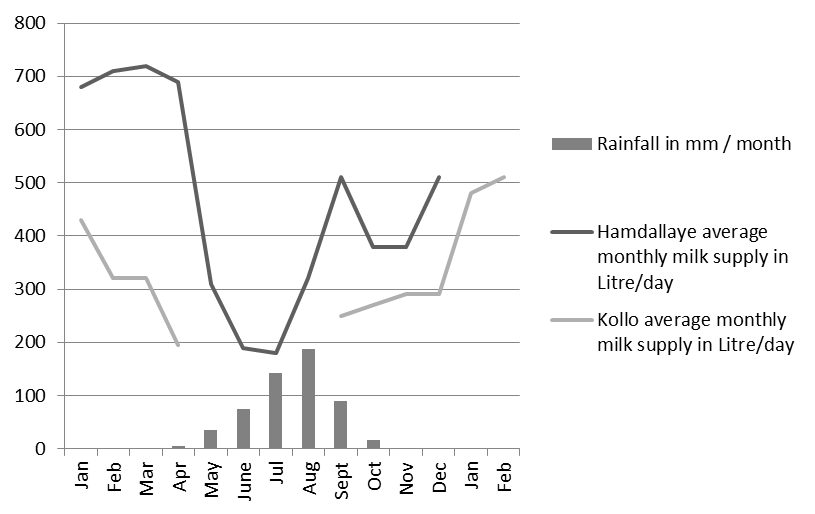 800
700
600
500
400
300
200
100
0
Jan
Feb
Mar
Apr
May
June
Jul
Aug
Sept
Oct
Nov
Dec
Jan
Feb
Rainfall in mm / month
Hamdallaye average
monthly milk supply in
Litre/day
Kollo average monthly
milk supply in Litre/day